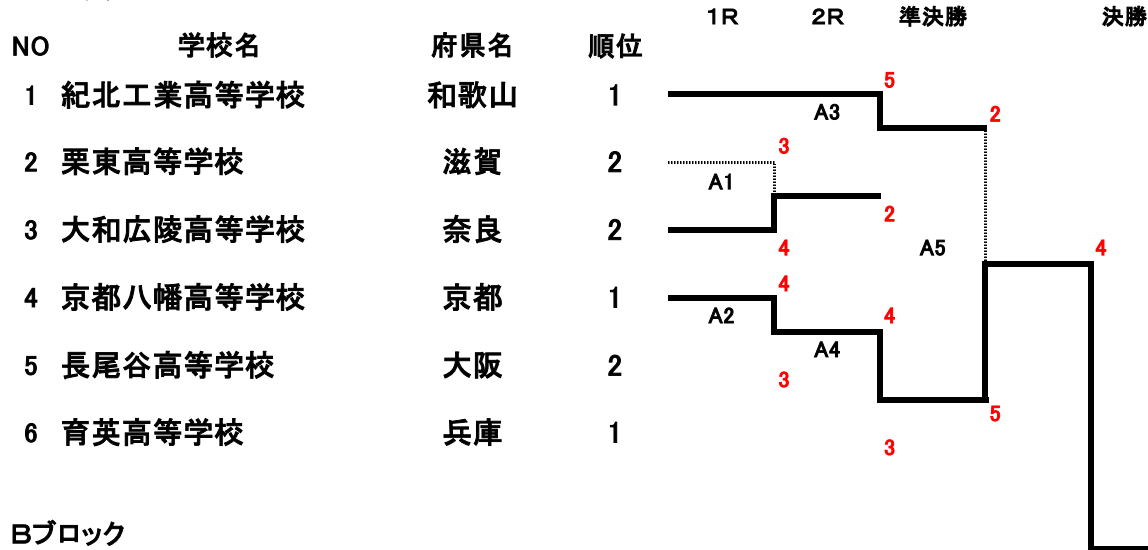 1R 2R 準決勝 決勝
NO 学校名 府県名 順位
5
1 紀北工業高等学校 和歌山 1
A3 2
3
2 栗東高等学校 滋賀 2
A1
2
3 大和広陵高等学校 奈良 2
4 A5 4
4
4 京都八幡高等学校 京都 1
A2 4
A4
5 長尾谷高等学校 大阪 2
3
5
6 育英高等学校 兵庫 1
3
Bブロック